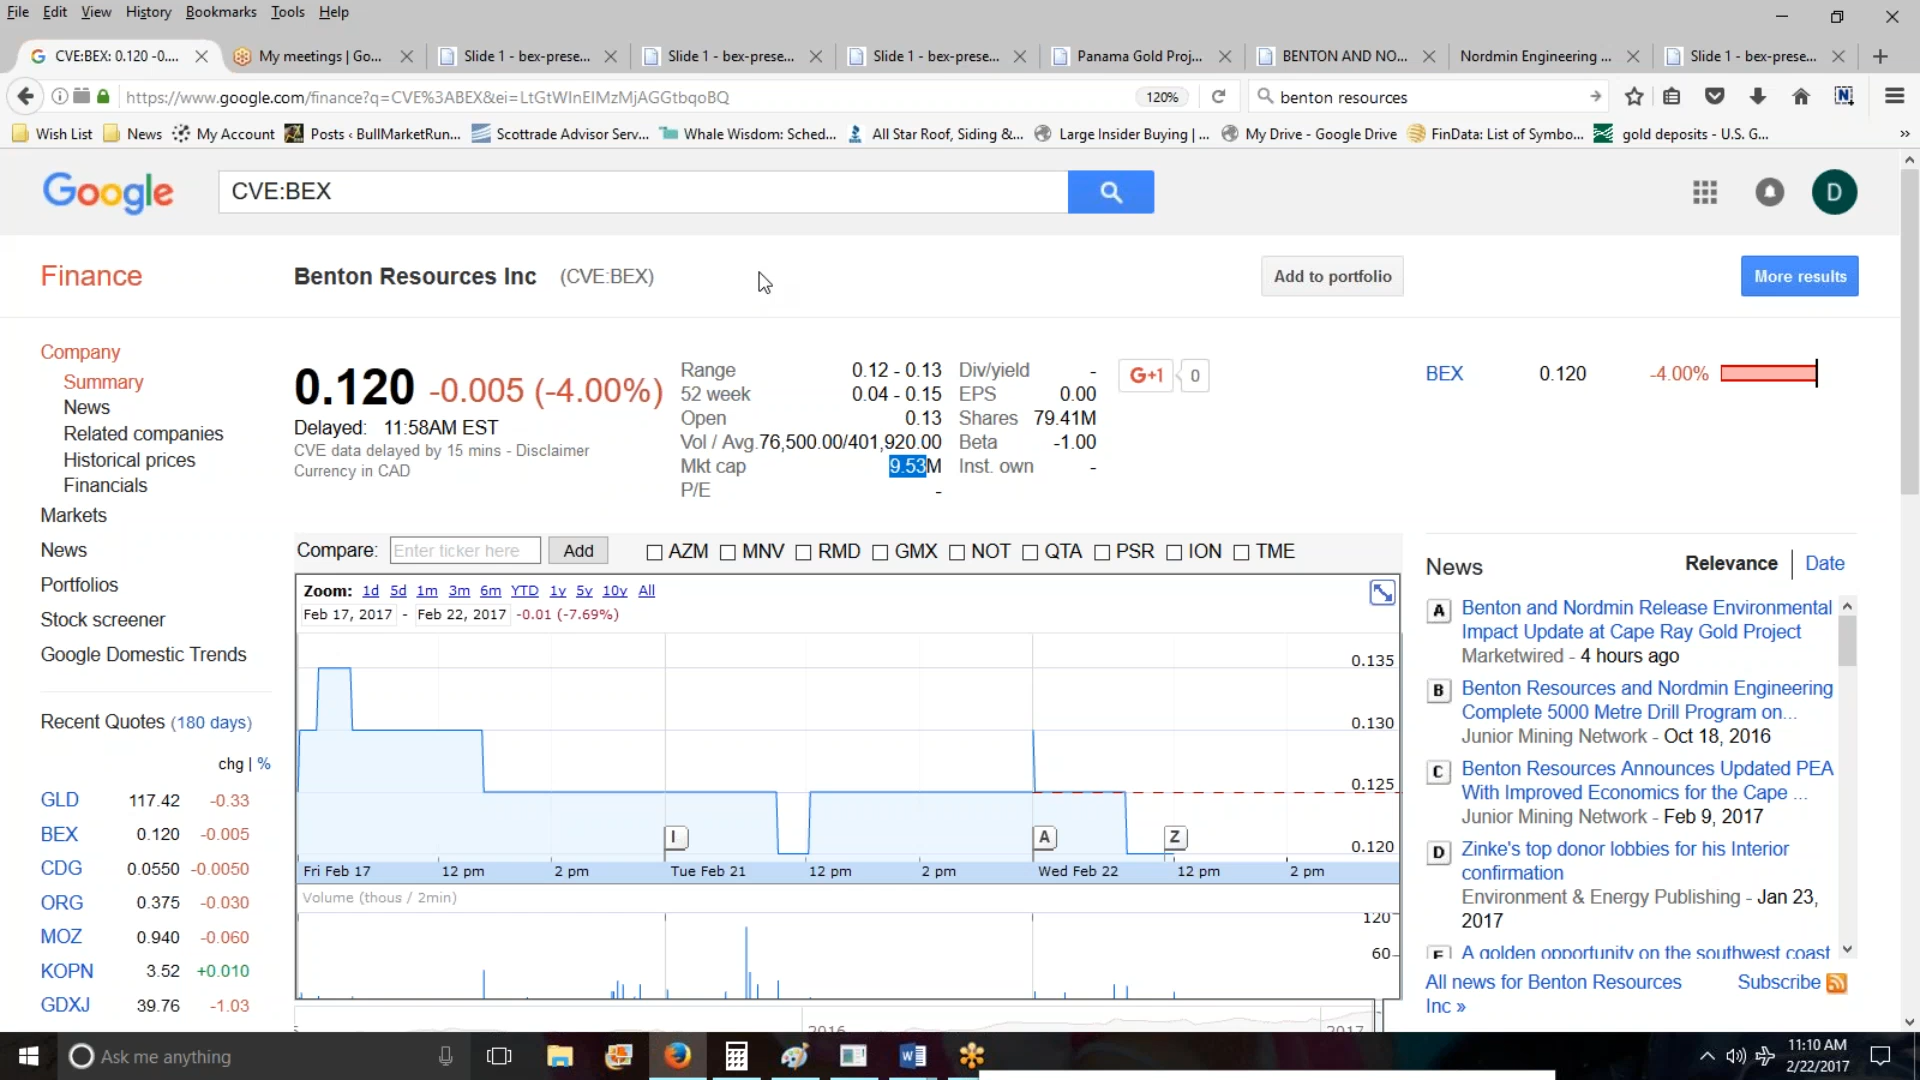 File Edit View History Bookmarks Tools Help
CVE:BEX: 0.120 -0.... My meetings | Go... Slide 1 - bex-prese... Slide 1 - bex-prese... Slide 1 - bex-prese... Panama Gold Proj... BENTON AND NO... Nordmin Engineering ... Slide 1 - bex-prese...
https://www.google.com/finance?q=CVE%3ABEX&ei=LtGtWInEIMzMjAGGtbqoBQ 120% benton resources
Wish List News My Account Posts ‹ BullMarketRun... Scottrade Advisor Serv... Whale Wisdom: Sched... All Star Roof, Siding &... Large Insider Buying | ... My Drive - Google Drive FinData: List of Symbo... gold deposits - U.S. G... »
Google CVE:BEX D
Finance Benton Resources Inc (CVE:BEX) Add to portfolio More results
Company
Summary
News
Related companies
Historical prices
Financials
Markets
News
Portfolios
Stock screener
Google Domestic Trends
Recent Quotes (180 days)
chg | %
GLD 117.42 -0.33
BEX 0.120 -0.005
CDG 0.0550 -0.0050
ORG 0.375 -0.030
MOZ 0.940 -0.060
KOPN 3.52 +0.010
GDXJ 39.76 -1.03
0.120 -0.005 (-4.00%)
Delayed: 11:58AM EST
CVE data delayed by 15 mins - Disclaimer
Currency in CAD
Range 0.12 - 0.13 Div/yield -
52 week 0.04 - 0.15 EPS 0.00
Open 0.13 Shares 79.41M
Vol / Avg. 76,500.00/401,920.00 Beta -1.00
Mkt cap 9.53M Inst. own -
P/E -
G+1 0
BEX 0.120 -4.00%
Compare: Enter ticker here Add AZM MNV RMD GMX NOT QTA PSR ION TME
Zoom: 1d 5d 1m 3m 6m YTD 1y 5y 10y All
Feb 17, 2017 - Feb 22, 2017 -0.01 (-7.69%)
0.135
0.130
0.125
I A Z
0.120
Fri Feb 17 12 pm 2 pm Tue Feb 21 12 pm 2 pm Wed Feb 22 12 pm 2 pm
Volume (thous / 2min)
120
60
2016 2017
News Relevance Date
A Benton and Nordmin Release Environmental
Impact Update at Cape Ray Gold Project
Marketwired - 4 hours ago
B Benton Resources and Nordmin Engineering
Complete 5000 Metre Drill Program on...
Junior Mining Network - Oct 18, 2016
C Benton Resources Announces Updated PEA
With Improved Economics for the Cape ...
Junior Mining Network - Feb 9, 2017
D Zinke's top donor lobbies for his Interior
confirmation
Environment & Energy Publishing - Jan 23,
2017
E A golden opportunity on the southwest coast
All news for Benton Resources Subscribe
Inc »
Ask me anything
11:10 AM
2/22/2017